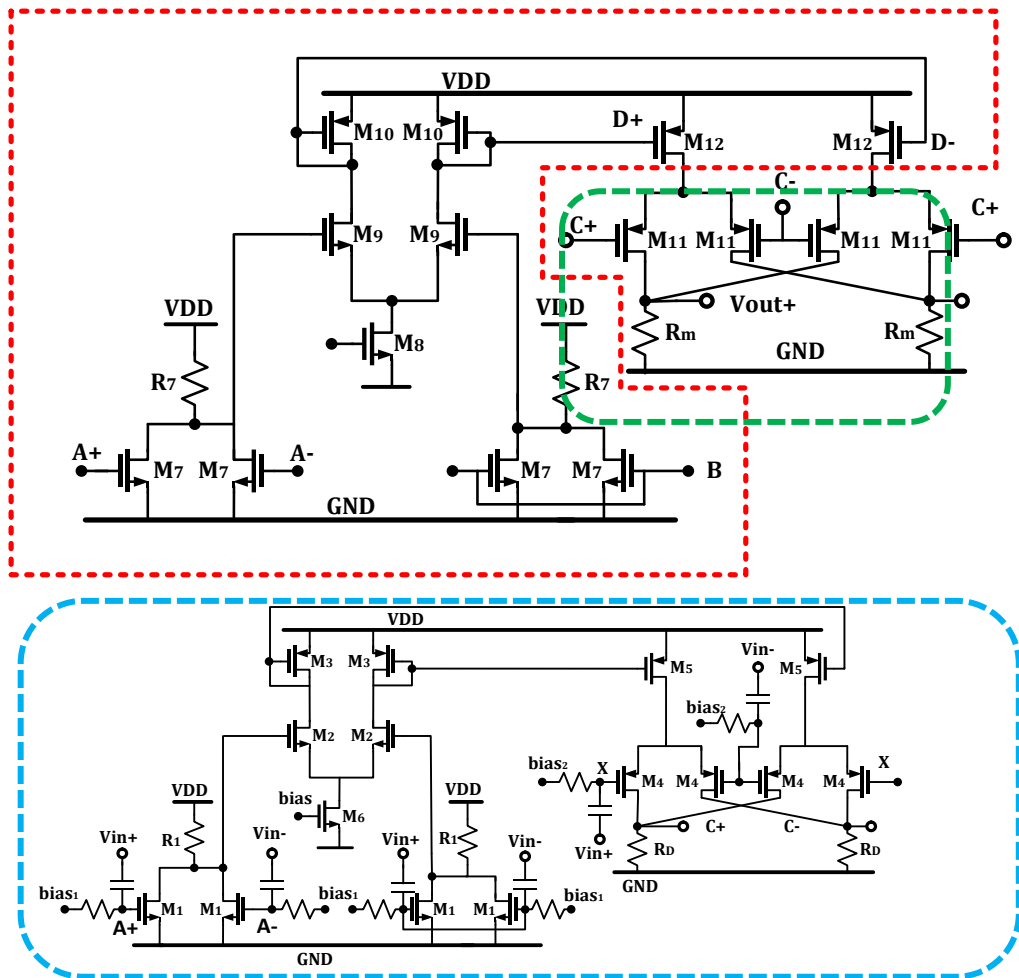 VDD
D+
M10 M10 M12 M12 D-
C-
C+ C+
M9 M9 M11 M11 M11 M11
VDD VDD Vout+
M8 Rm Rm
GND
R7 R7
A+ A- B
M7 M7 M7 M7
GND
VDD
M3 M3 M5 Vin- M5
bias2
M2 M2
bias2 X M4 M4 M4 M4 X
VDD bias VDD
M6 C+ C-
Vin+ R1 Vin- Vin+ R1 Vin- Vin+ RD RD
GND
bias1 bias1 bias1
M1 M1 M1 M1
A+ A-
GND